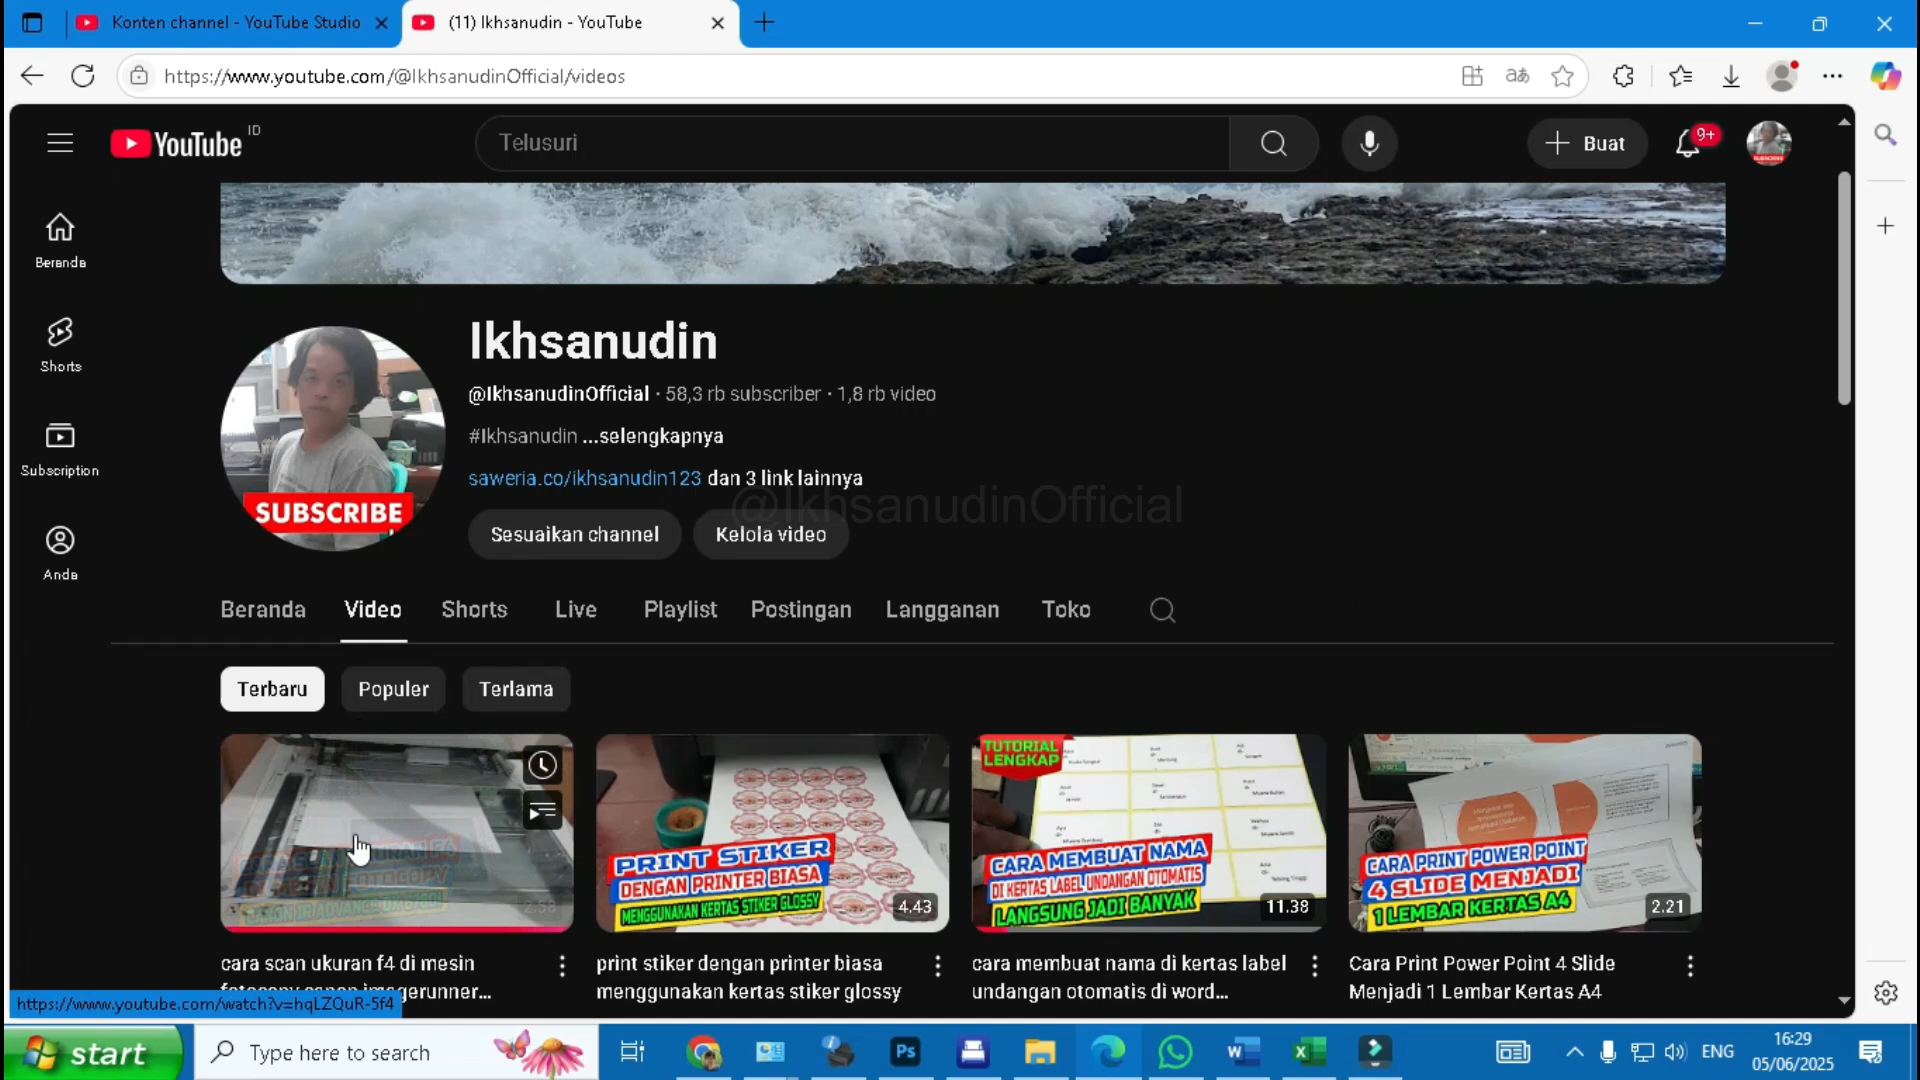 Konten channel - YouTube Studio
(11) Ikhsanudin - YouTube
https://www.youtube.com/@IkhsanudinOfficial/videos
YouTube ID
Telusuri
Buat
9+
Beranda
Shorts
Subscription
Anda
Ikhsanudin
@IkhsanudinOfficial · 58,3 rb subscriber · 1,8 rb video
#Ikhsanudin ...selengkapnya
saweria.co/ikhsanudin123 dan 3 link lainnya
@IkhsanudinOfficial
SUBSCRIBE
Sesuaikan channel
Kelola video
Beranda
Video
Shorts
Live
Playlist
Postingan
Langganan
Toko
Terbaru
Populer
Terlama
2.58
PRINT STIKER
DENGAN PRINTER BIASA
MENGGUNAKAN KERTAS STIKER GLOSSY
4.43
TUTORIAL
LENGKAP
CARA MEMBUAT NAMA
DI KERTAS LABEL UNDANGAN OTOMATIS
LANGSUNG JADI BANYAK
11.38
CARA PRINT POWER POINT
4 SLIDE MENJADI
1 LEMBAR KERTAS A4
2.21
cara scan ukuran f4 di mesin
fotocopy canon imagerunner...
print stiker dengan printer biasa
menggunakan kertas stiker glossy
cara membuat nama di kertas label
undangan otomatis di word...
Cara Print Power Point 4 Slide
Menjadi 1 Lembar Kertas A4
https://www.youtube.com/watch?v=hqLZQuR-5f4
start
Type here to search
Ps
ENG
16:29
05/06/2025